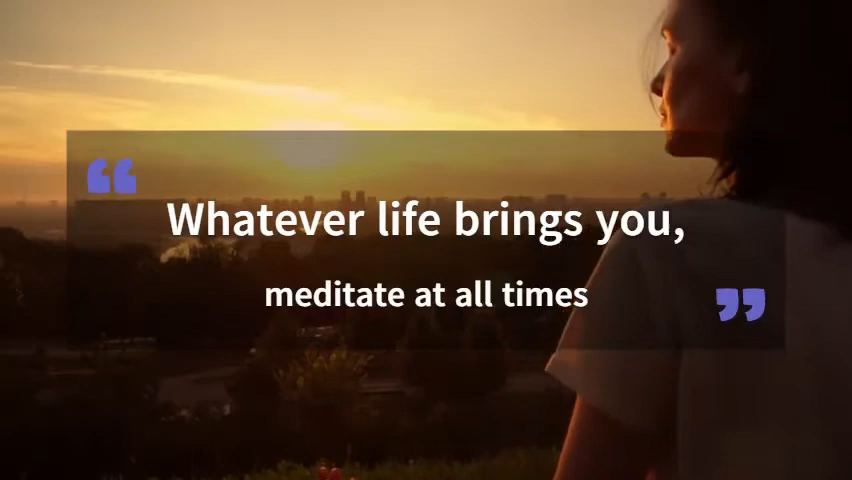 “
Whatever life brings you,
meditate at all times
”